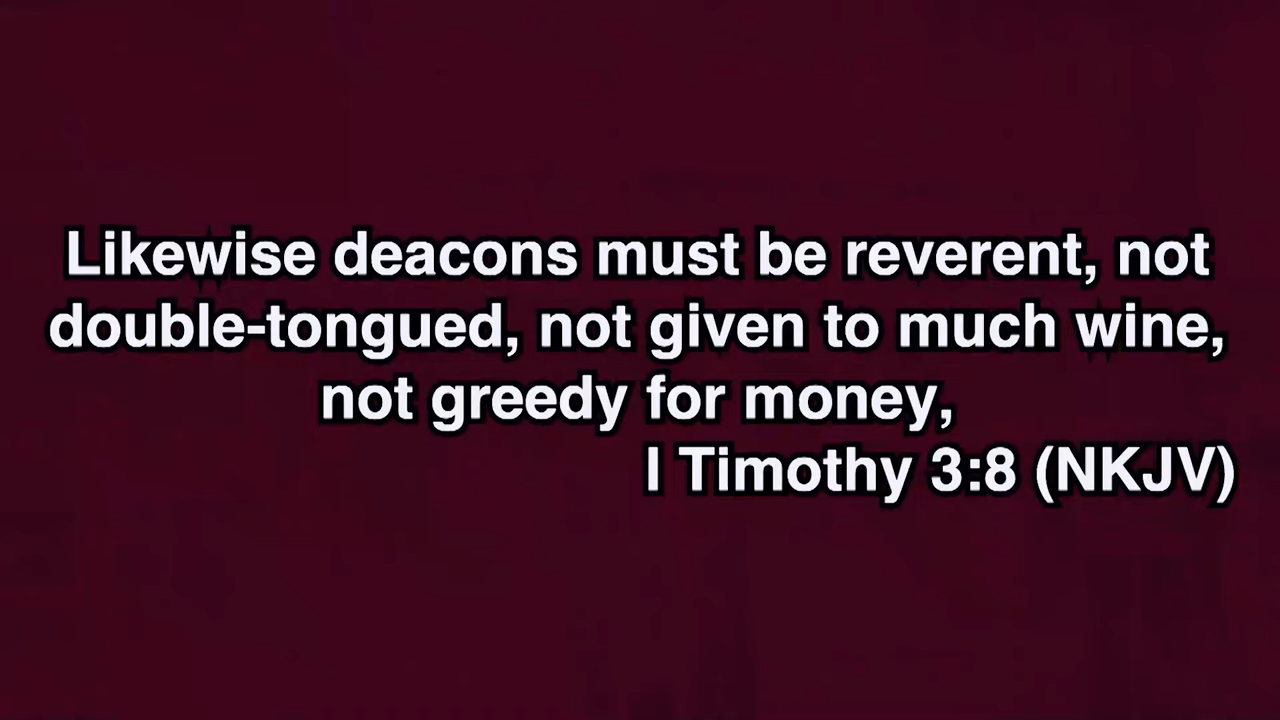 Likewise deacons must be reverent, not
double-tongued, not given to much wine,
not greedy for money,
I Timothy 3:8 (NKJV)